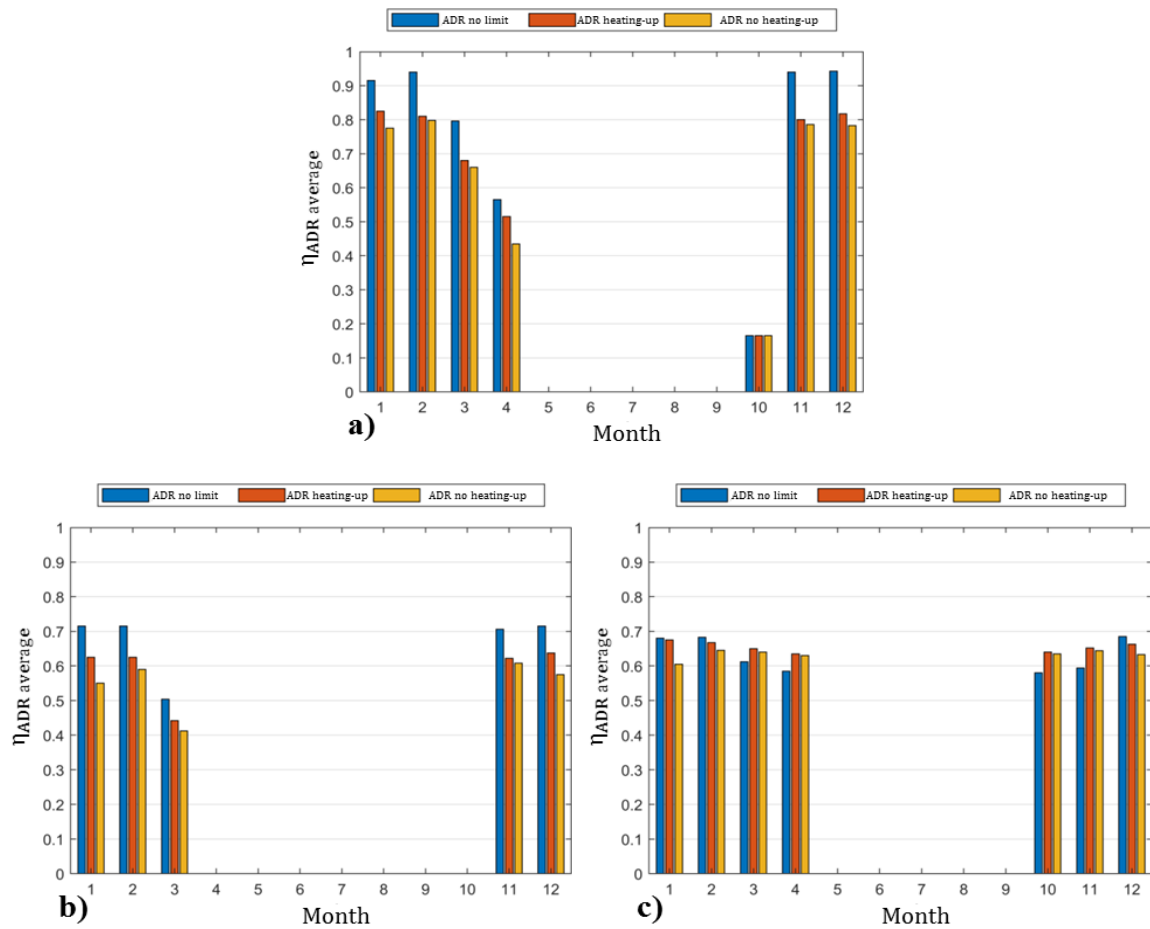 ADR no limit ADR heating-up ADR no heating-up
1
0.9
0.8
0.7
0.6
0.5
0.4
0.3
0.2
0.1
0
ηADR average
1 2 3 4 5 6 7 8 9 10 11 12
a) Month
ADR no limit ADR heating-up ADR no heating-up
1
0.9
0.8
0.7
0.6
0.5
0.4
0.3
0.2
0.1
0
ηADR average
1 2 3 4 5 6 7 8 9 10 11 12
b) Month
ADR no limit ADR heating-up ADR no heating-up
1
0.9
0.8
0.7
0.6
0.5
0.4
0.3
0.2
0.1
0
ηADR average
1 2 3 4 5 6 7 8 9 10 11 12
c) Month